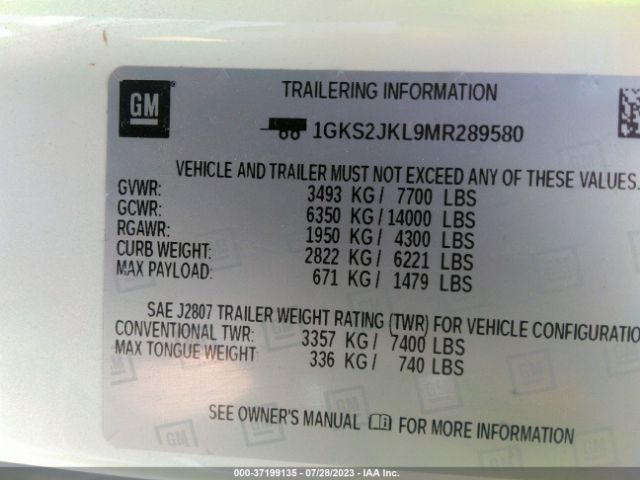 GM
TRAILERING INFORMATION
1GKS2JKL9MR289580
VEHICLE AND TRAILER MUST NOT EXCEED ANY OF THESE VALUES.
GVWR: 3493 KG / 7700 LBS
GCWR: 6350 KG / 14000 LBS
RGAWR: 1950 KG / 4300 LBS
CURB WEIGHT: 2822 KG / 6221 LBS
MAX PAYLOAD: 671 KG / 1479 LBS
SAE J2807 TRAILER WEIGHT RATING (TWR) FOR VEHICLE CONFIGURATIO
CONVENTIONAL TWR: 3357 KG / 7400 LBS
MAX TONGUE WEIGHT: 336 KG / 740 LBS
SEE OWNER'S MANUAL FOR MORE INFORMATION
000-37199135 - 07/28/2023 - IAA Inc.